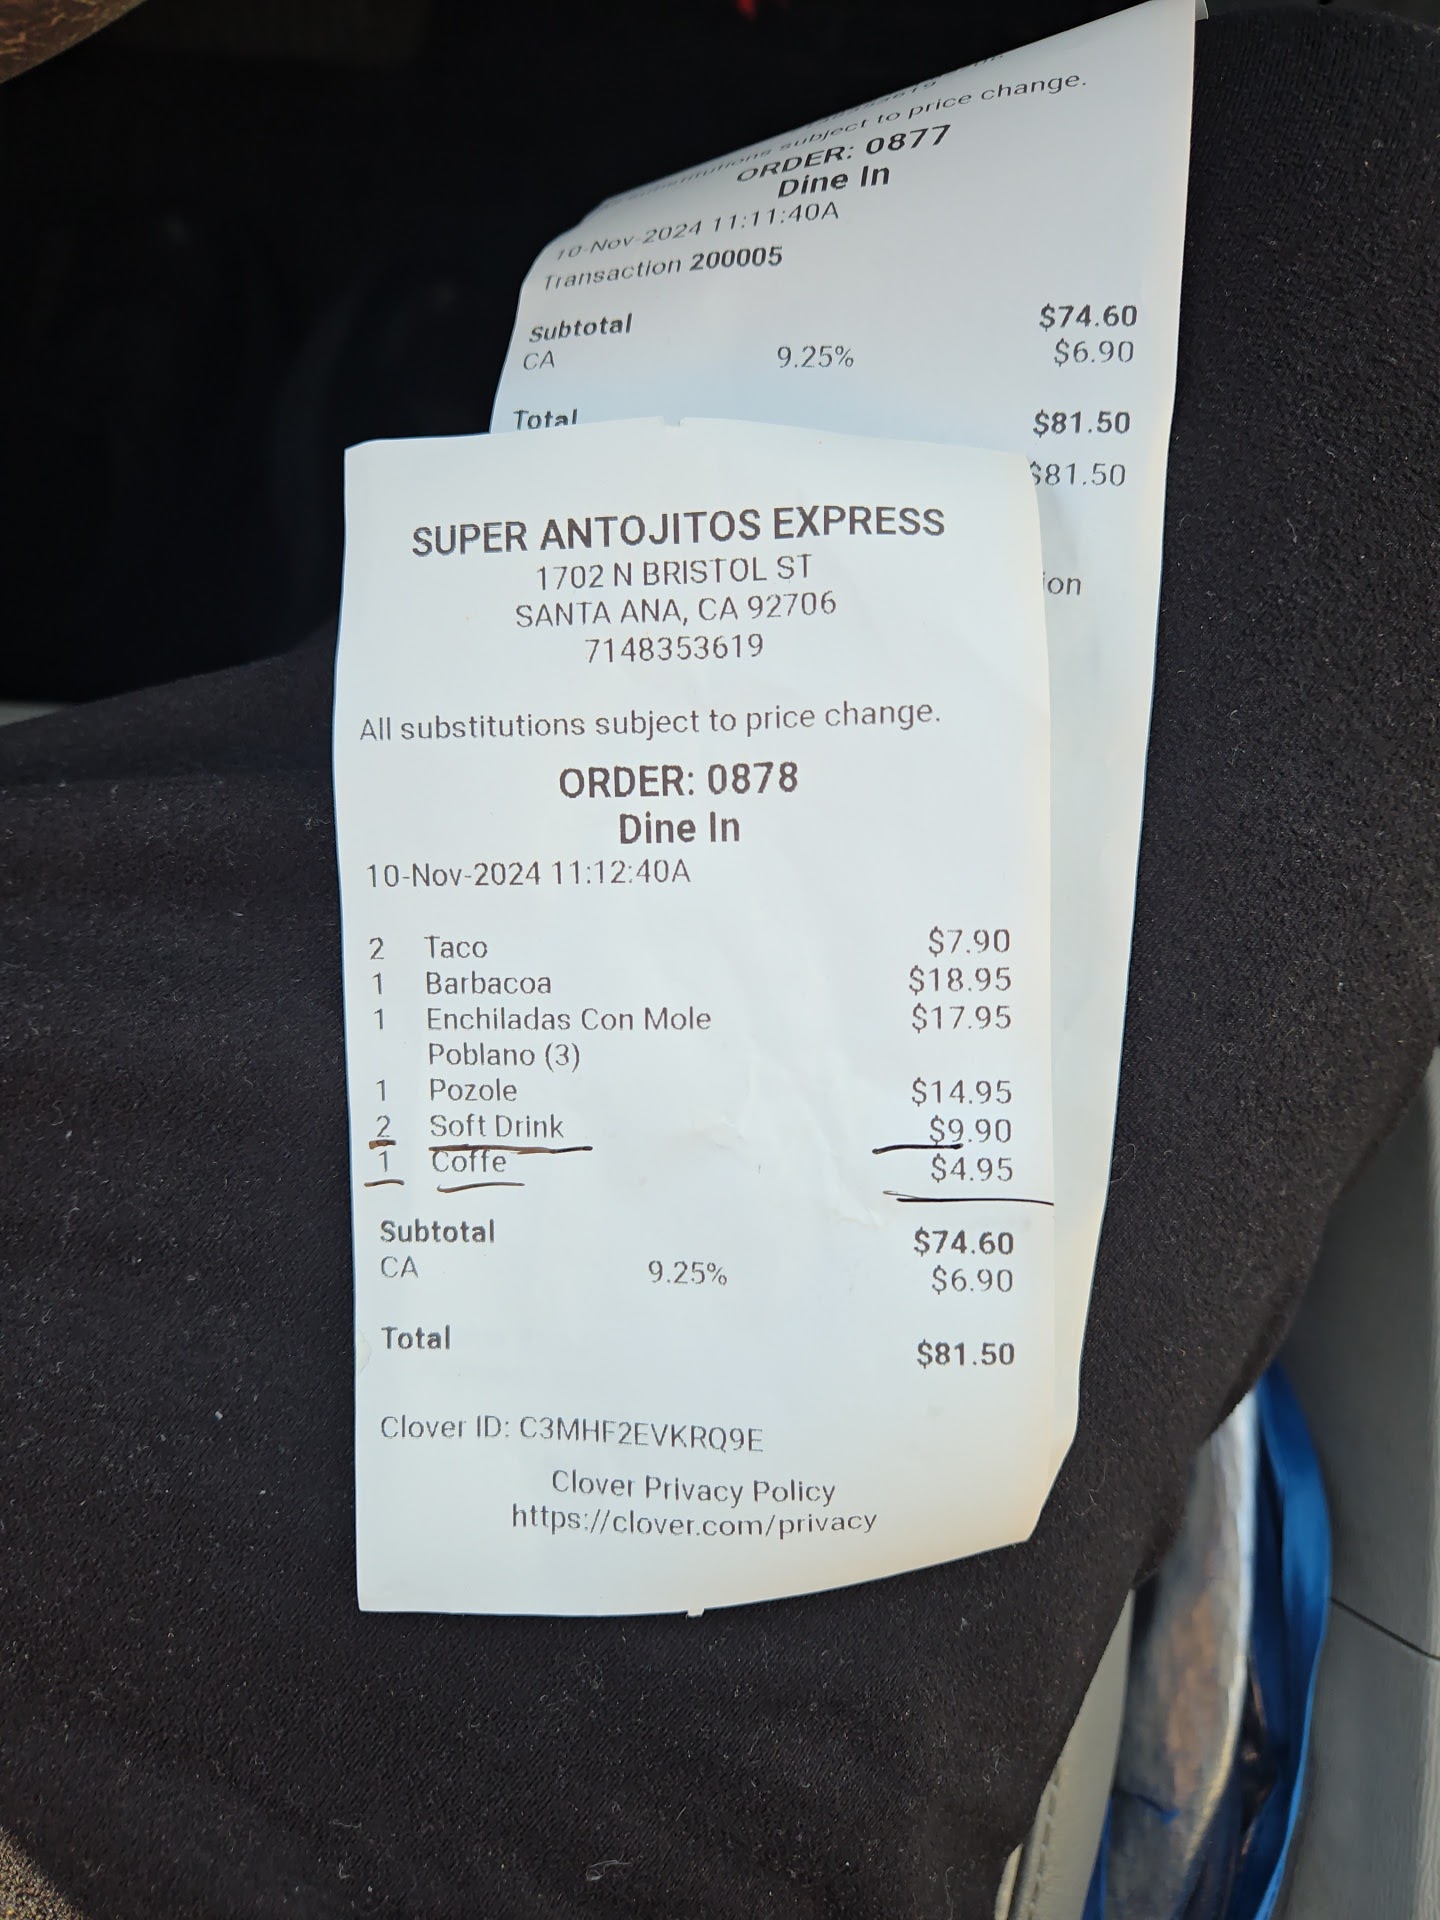 subject to price change.
ORDER: 0877
Dine In
10-Nov-2024 11:11:40A
Transaction 200005
Subtotal $74.60
CA 9.25% $6.90
Total $81.50
$81.50
ion
SUPER ANTOJITOS EXPRESS
1702 N BRISTOL ST
SANTA ANA, CA 92706
7148353619
All substitutions subject to price change.
ORDER: 0878
Dine In
10-Nov-2024 11:12:40A
2 Taco $7.90
1 Barbacoa $18.95
1 Enchiladas Con Mole $17.95
Poblano (3)
1 Pozole $14.95
2 Soft Drink $9.90
1 Coffe $4.95
Subtotal $74.60
CA 9.25% $6.90
Total $81.50
Clover ID: C3MHF2EVKRQ9E
Clover Privacy Policy
https://clover.com/privacy